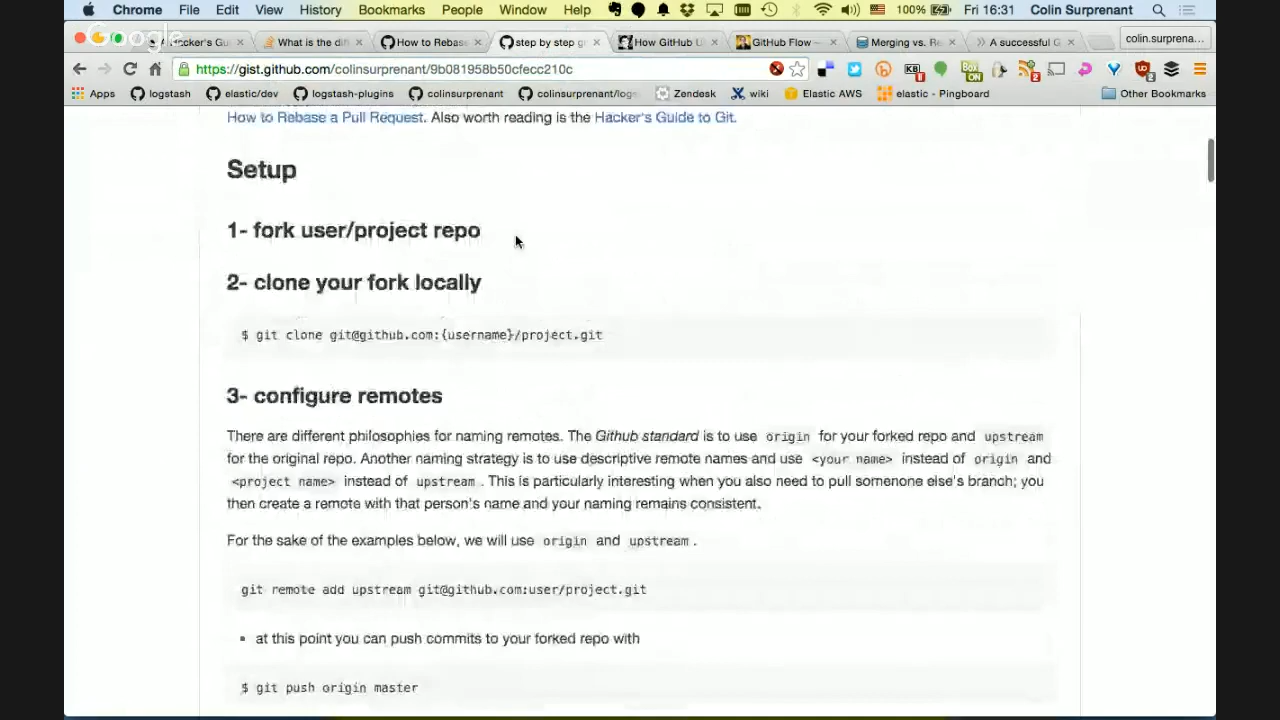 Chrome File Edit View History Bookmarks People Window Help 100% Fri 16:31 Colin Surprenant
Google
Hacker's Gu What is the dif How to Rebas step by step g How GitHub U GitHub Flow – Merging vs. Re A successful G colin.surprena...
https://gist.github.com/colinsurprenant/9b081958b50cfecc210c
Apps logstash elastic/dev logstash-plugins colinsurprenant colinsurprenant/log Zendesk wiki Elastic AWS elastic - Pingboard Other Bookmarks
How to Rebase a Pull Request. Also worth reading is the Hacker's Guide to Git.
Setup
1- fork user/project repo
2- clone your fork locally
$ git clone git@github.com:{username}/project.git
3- configure remotes
There are different philosophies for naming remotes. The Github standard is to use origin for your forked repo and upstream
for the original repo. Another naming strategy is to use descriptive remote names and use <your name> instead of origin and
<project name> instead of upstream . This is particularly interesting when you also need to pull somenone else's branch; you
then create a remote with that person's name and your naming remains consistent.
For the sake of the examples below, we will use origin and upstream .
git remote add upstream git@github.com:user/project.git
▪ at this point you can push commits to your forked repo with
$ git push origin master